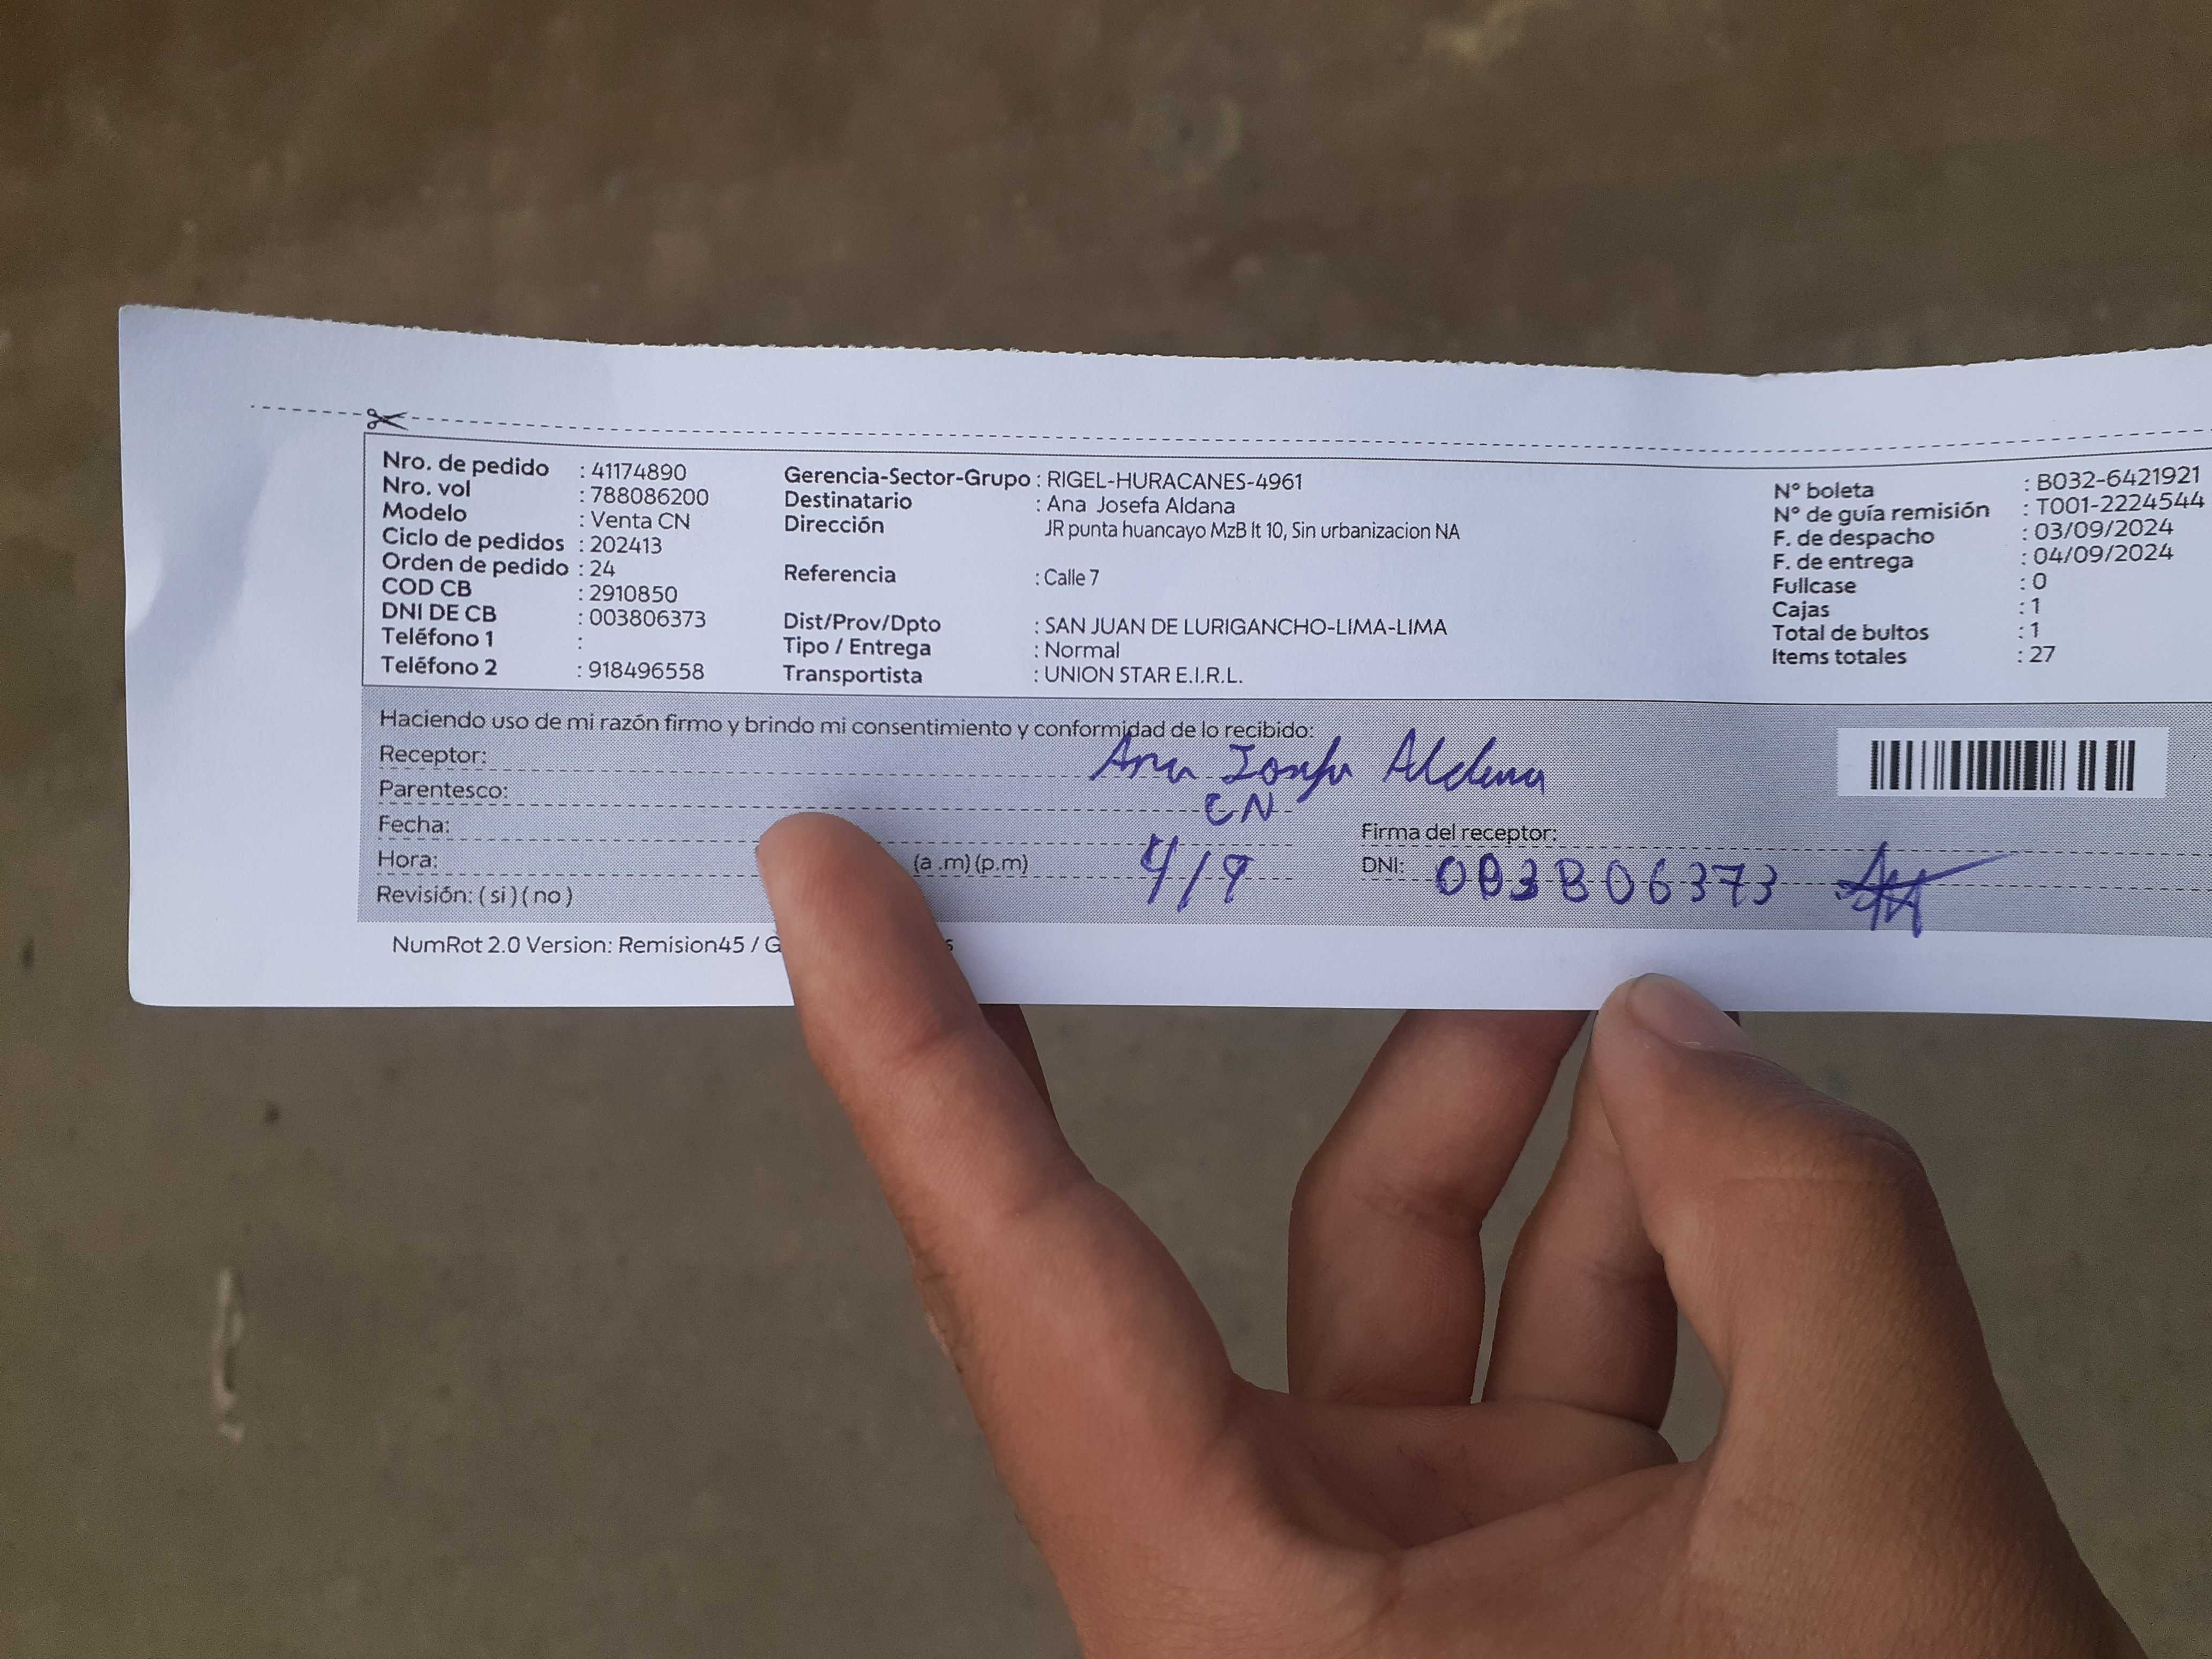 Nro. de pedido : 41174890
Nro. vol : 788086200
Modelo : Venta CN
Ciclo de pedidos : 202413
Orden de pedido : 24
COD CB : 2910850
DNI DE CB : 003806373
Teléfono 1 :
Teléfono 2 : 918496558
Gerencia-Sector-Grupo : RIGEL-HURACANES-4961
Destinatario : Ana Josefa Aldana
Dirección JR punta huancayo MzB lt 10, Sin urbanizacion NA
Referencia : Calle 7
Dist/Prov/Dpto : SAN JUAN DE LURIGANCHO-LIMA-LIMA
Tipo / Entrega : Normal
Transportista : UNION STAR E.I.R.L.
N° boleta : B032-6421921
N° de guía remisión : T001-2224544
F. de despacho : 03/09/2024
F. de entrega : 04/09/2024
Fullcase : 0
Cajas : 1
Total de bultos : 1
Items totales : 27
Haciendo uso de mi razón firmo y brindo mi consentimiento y conformidad de lo recibido:
Receptor: Ana Josefa Aldana
Parentesco: CN
Fecha: 4/9
Hora: (a .m) (p.m)
Revisión: ( si ) ( no )
Firma del receptor:
DNI: 003806373
NumRot 2.0 Version: Remision45 / G